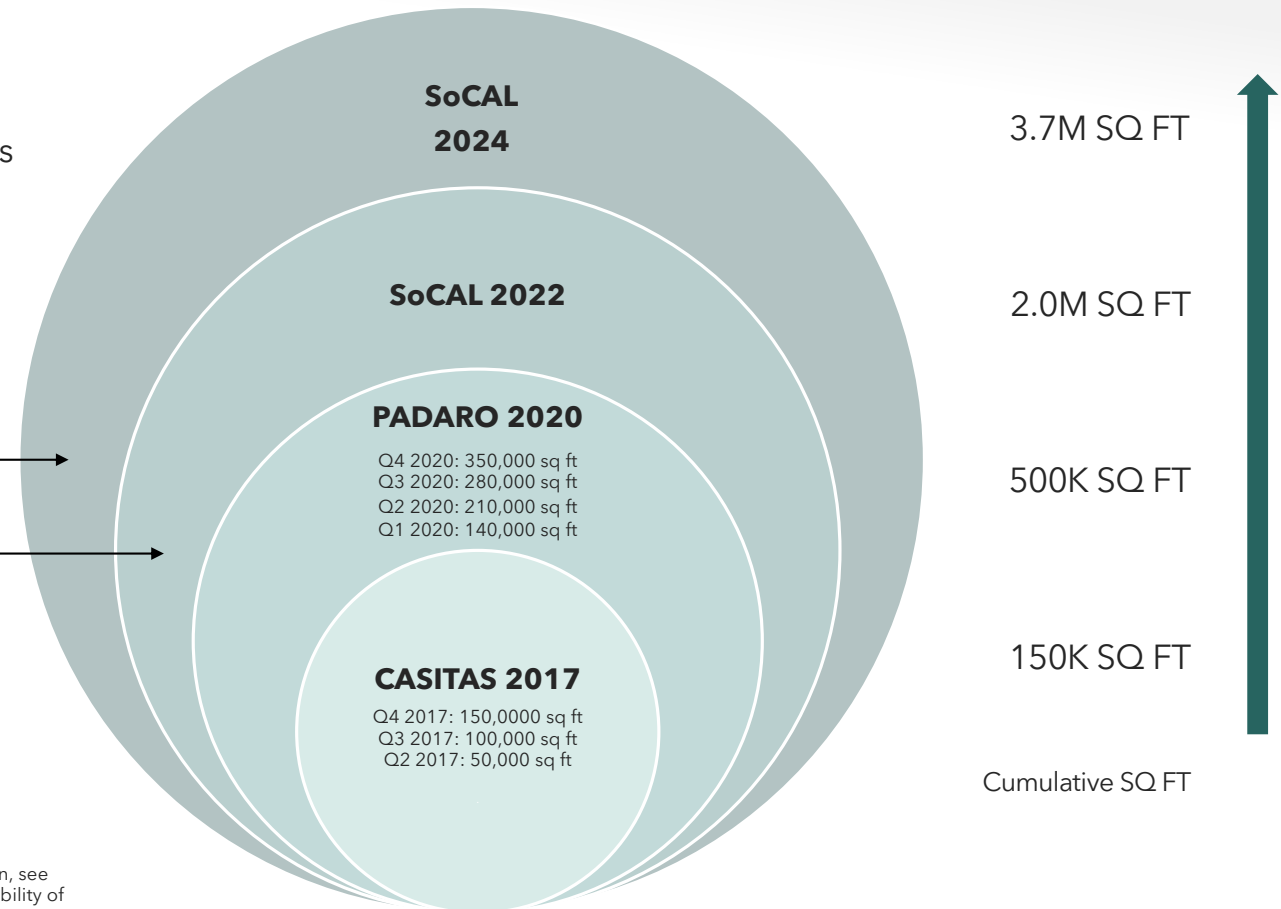 SoCAL
2024
3.7M SQ FT
s
SoCAL 2022
2.0M SQ FT
PADARO 2020
Q4 2020: 350,000 sq ft
Q3 2020: 280,000 sq ft
Q2 2020: 210,000 sq ft
Q1 2020: 140,000 sq ft
500K SQ FT
150K SQ FT
CASITAS 2017
Q4 2017: 150,0000 sq ft
Q3 2017: 100,000 sq ft
Q2 2017: 50,000 sq ft
Cumulative SQ FT
n, see
bility of